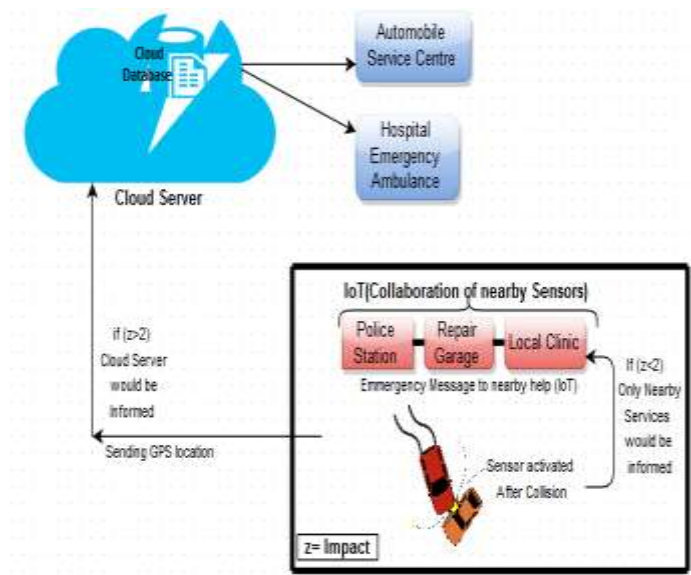 Cloud
Database
Cloud Server
Automobile
Service Centre
Hospital
Emergency
Ambulance
if (z>2)
Cloud Server
would be
Informed
Sending GPS location
IoT(Collaboration of nearby Sensors)
Police
Station
Repair
Garage
Local Clinic
Emmergency Message to nearby help (IoT)
If (z<2)
Only Nearby
Services
would be
informed
Sensor activated
After Collision
z= Impact